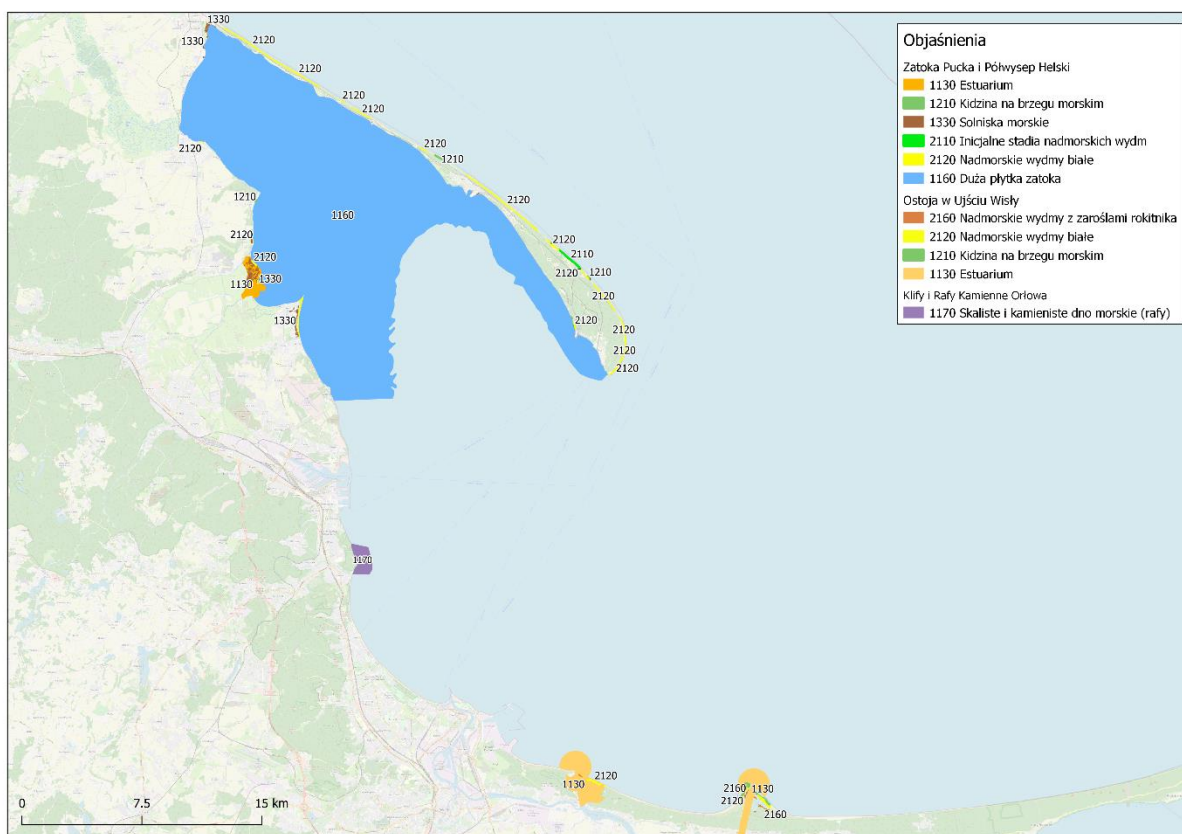 1330
1330
2120
2120
2120
2120
2120
1210
1210
2120
1160
2120
2120
2110
2120
1210
2120
2120
1330
1130
2120
1330
2120
2120
2120
2120
1170
1130
2120
2160
1130
2120
2160
0
7.5
15 km
Objaśnienia
Zatoka Pucka i Półwysep Helski
1130 Estuarium
1210 Kidzina na brzegu morskim
1330 Solniska morskie
2110 Inicjalne stadia nadmorskich wydm
2120 Nadmorskie wydmy białe
1160 Duża płytka zatoka
Ostoja w Ujściu Wisły
2160 Nadmorskie wydmy z zaroślami rokitnika
2120 Nadmorskie wydmy białe
1210 Kidzina na brzegu morskim
1130 Estuarium
Klify i Rafy Kamienne Orłowa
1170 Skaliste i kamieniste dno morskie (rafy)